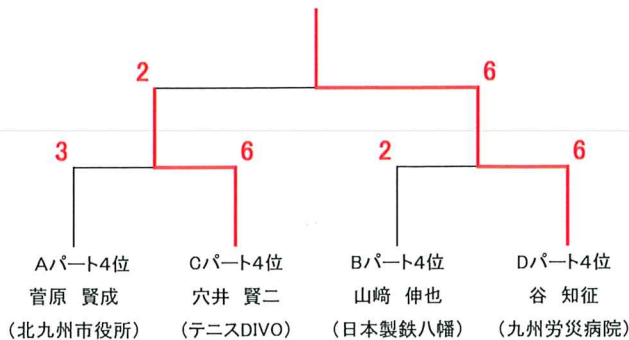 2 6
3 6 2 6
Aパート4位 Cパート4位 Bパート4位 Dパート4位
菅原 賢成 穴井 賢二 山﨑 伸也 谷 知征
(北九州市役所) (テニスDIVO) (日本製鉄八幡) (九州労災病院)